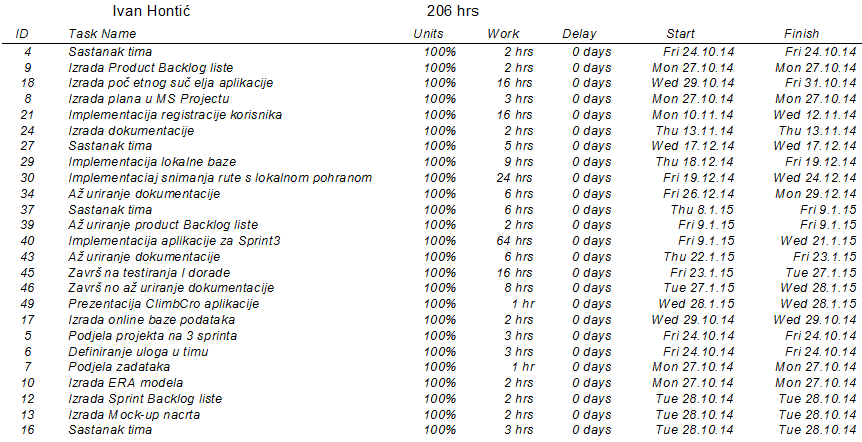 Ivan Hontić 206 hrs
ID Task Name Units Work Delay Start Finish
4 Sastanak tima 100% 2 hrs 0 days Fri 24.10.14 Fri 24.10.14
9 Izrada Product Backlog liste 100% 2 hrs 0 days Mon 27.10.14 Mon 27.10.14
18 Izrada početnog sučelja aplikacije 100% 16 hrs 0 days Wed 29.10.14 Fri 31.10.14
8 Izrada plana u MS Projectu 100% 3 hrs 0 days Mon 27.10.14 Mon 27.10.14
21 Implementacija registracije korisnika 100% 16 hrs 0 days Mon 10.11.14 Wed 12.11.14
24 Izrada dokumentacije 100% 2 hrs 0 days Thu 13.11.14 Thu 13.11.14
27 Sastanak tima 100% 5 hrs 0 days Wed 17.12.14 Wed 17.12.14
29 Implementacija lokalne baze 100% 9 hrs 0 days Thu 18.12.14 Fri 19.12.14
30 Implementaciaj snimanja rute s lokalnom pohranom 100% 24 hrs 0 days Fri 19.12.14 Wed 24.12.14
34 Ažuriranje dokumentacije 100% 6 hrs 0 days Fri 26.12.14 Mon 29.12.14
37 Sastanak tima 100% 6 hrs 0 days Thu 8.1.15 Fri 9.1.15
39 Ažuriranje product Backlog liste 100% 2 hrs 0 days Fri 9.1.15 Fri 9.1.15
40 Implementacija aplikacije za Sprint3 100% 64 hrs 0 days Fri 9.1.15 Wed 21.1.15
43 Ažuriranje dokumentacije 100% 6 hrs 0 days Thu 22.1.15 Fri 23.1.15
45 Završna testiranja I dorade 100% 16 hrs 0 days Fri 23.1.15 Tue 27.1.15
46 Završno ažuriranje dokumentacije 100% 8 hrs 0 days Tue 27.1.15 Wed 28.1.15
49 Prezentacija ClimbCro aplikacije 100% 1 hr 0 days Wed 28.1.15 Wed 28.1.15
17 Izrada online baze podataka 100% 2 hrs 0 days Wed 29.10.14 Wed 29.10.14
5 Podjela projekta na 3 sprinta 100% 3 hrs 0 days Fri 24.10.14 Fri 24.10.14
6 Definiranje uloga u timu 100% 3 hrs 0 days Fri 24.10.14 Fri 24.10.14
7 Podjela zadataka 100% 1 hr 0 days Mon 27.10.14 Mon 27.10.14
10 Izrada ERA modela 100% 2 hrs 0 days Mon 27.10.14 Mon 27.10.14
12 Izrada Sprint Backlog liste 100% 2 hrs 0 days Tue 28.10.14 Tue 28.10.14
13 Izrada Mock-up nacrta 100% 2 hrs 0 days Tue 28.10.14 Tue 28.10.14
16 Sastanak tima 100% 3 hrs 0 days Tue 28.10.14 Tue 28.10.14